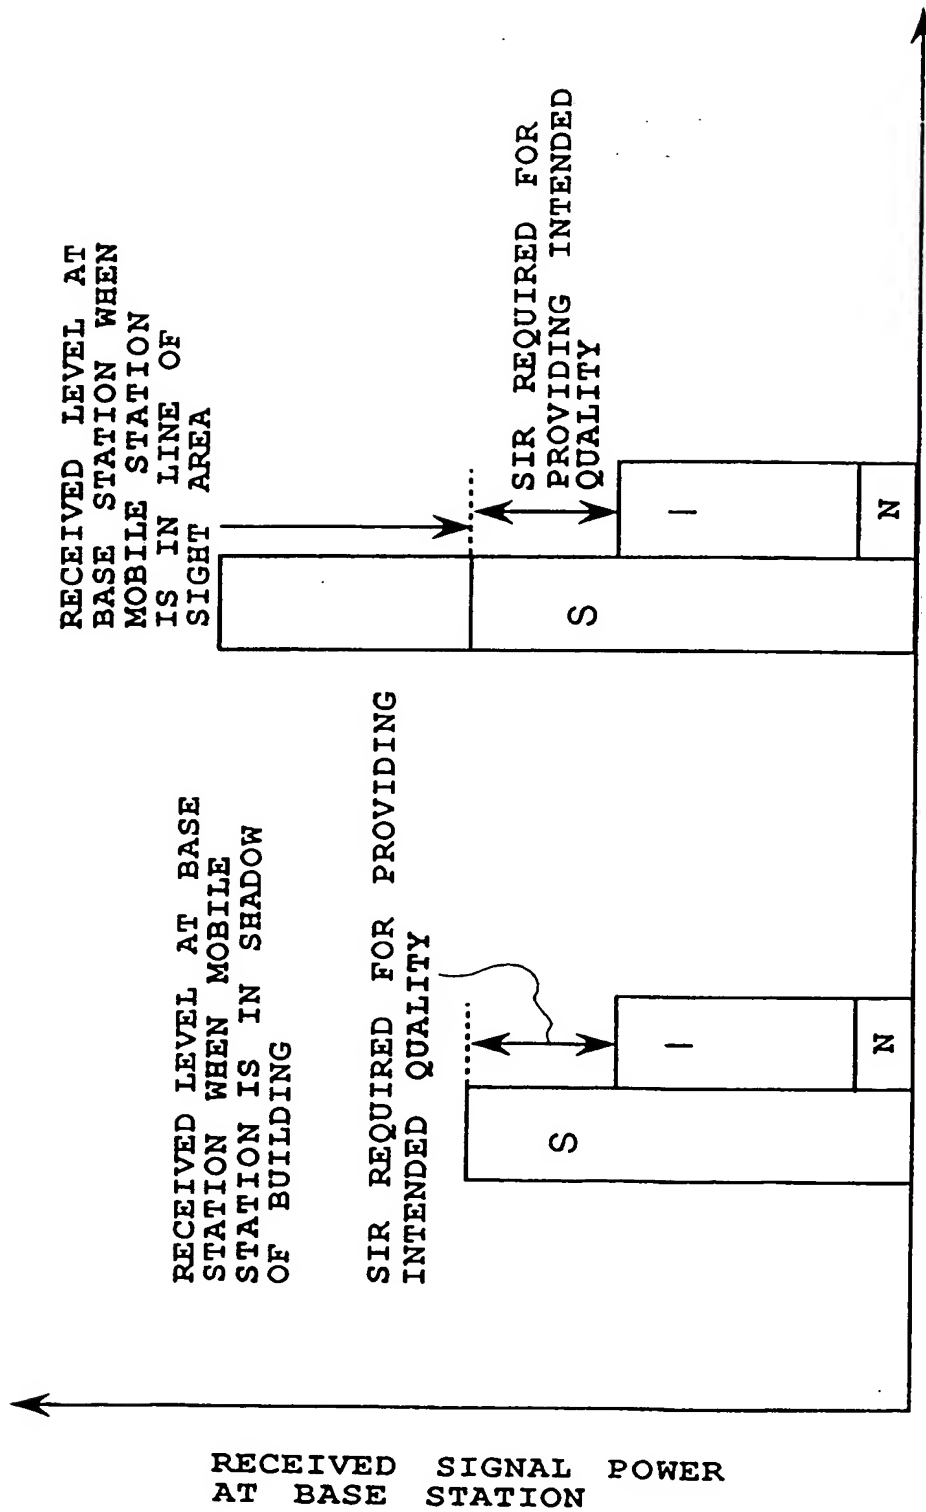 RECEIVED LEVEL AT
BASE STATION WHEN
MOBILE STATION
IS IN LINE OF
SIGHT AREA
SIR REQUIRED FOR
PROVIDING INTENDED
QUALITY
S
I
N
RECEIVED LEVEL AT BASE
STATION WHEN MOBILE
STATION IS IN SHADOW
OF BUILDING
SIR REQUIRED FOR PROVIDING
INTENDED QUALITY
S
I
N
RECEIVED SIGNAL POWER
AT BASE STATION